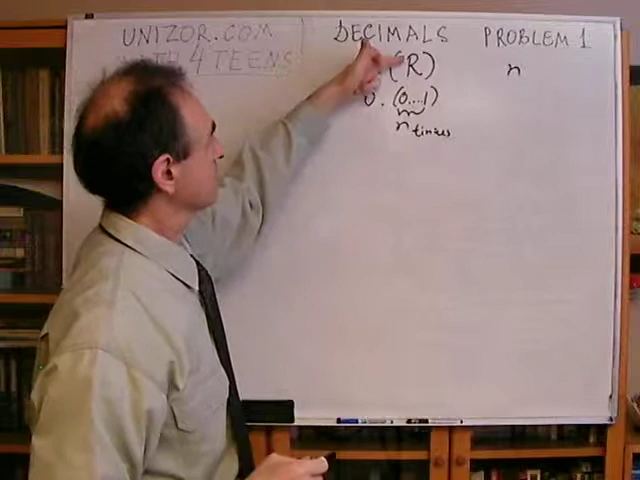 UNIZOR.COM
MATH 4 TEENS
DECIMALS PROBLEM 1
(R) n
0.(0...1)
n times